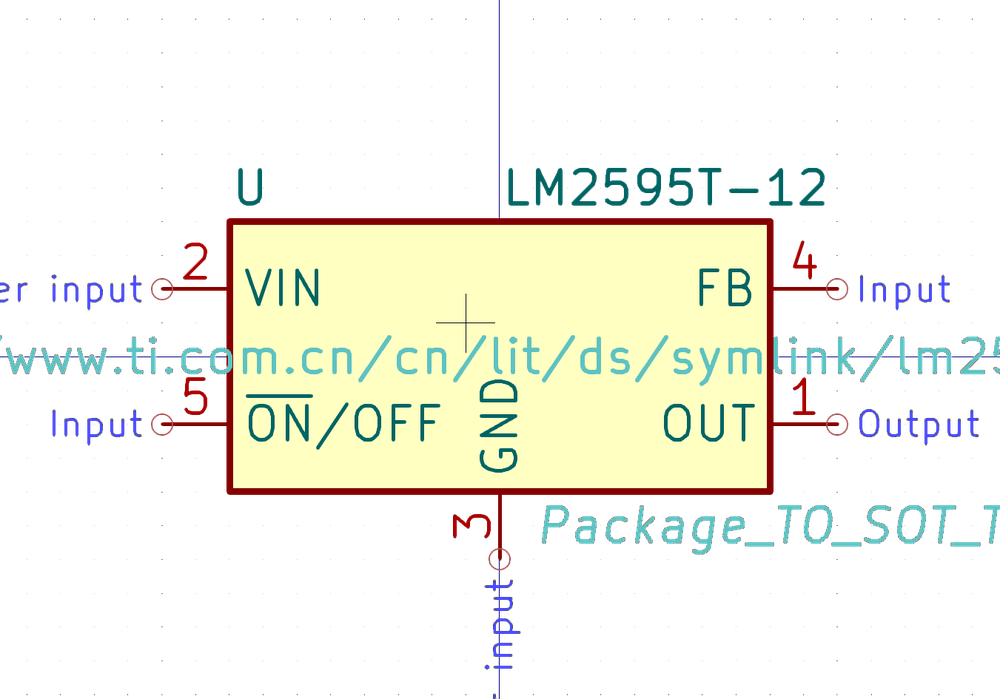 U
LM2595T-12
2
4
er input
VIN
FB
Input
/www.ti.com.cn/cn/lit/ds/symlink/lm25
5
1
Input
ON/OFF
GND
OUT
Output
3
Package_TO_SOT_T
input